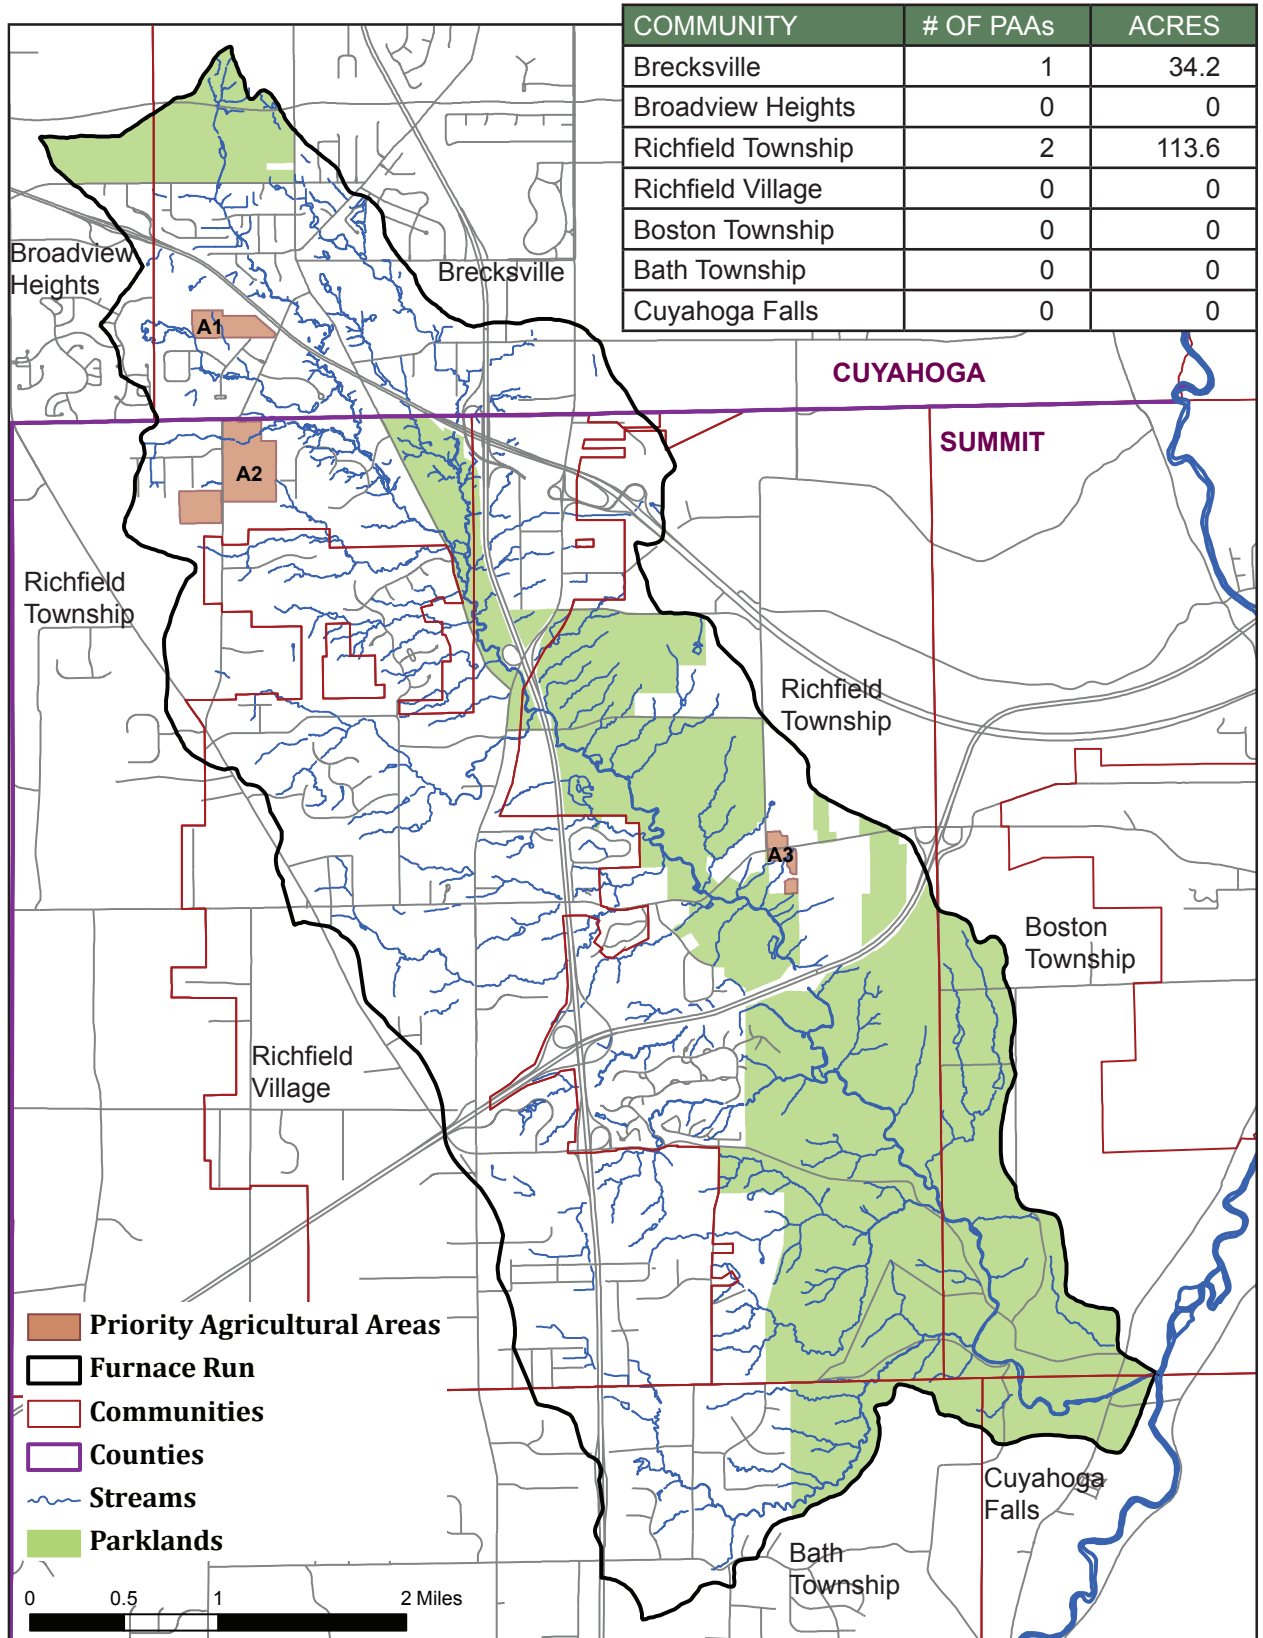 COMMUNITY # OF PAAs ACRES
Brecksville 1 34.2
Broadview Heights 0 0
Richfield Township 2 113.6
Richfield Village 0 0
Boston Township 0 0
Bath Township 0 0
Cuyahoga Falls 0 0
Broadview
Heights
Brecksville
A1
CUYAHOGA
SUMMIT
A2
Richfield
Township
Richfield
Township
A3
Boston
Township
Richfield
Village
Cuyahoga
Falls
Bath
Township
Priority Agricultural Areas
Furnace Run
Communities
Counties
Streams
Parklands
0 0.5 1 2 Miles